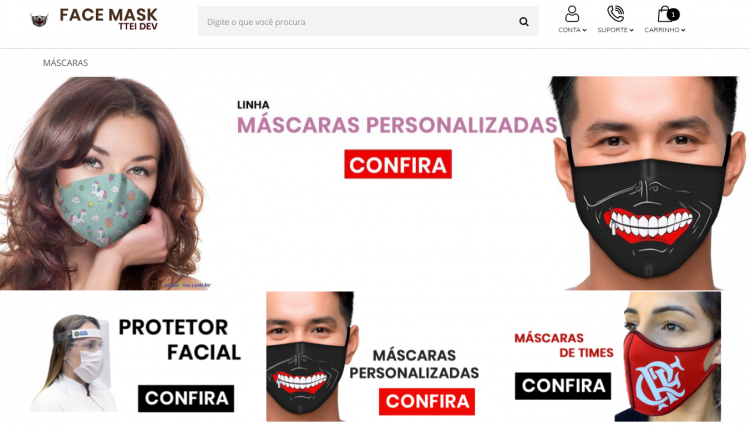 FACE MASK
TTEI DEV
Digite o que você procura
1
CONTA
SUPORTE
CARRINHO
MÁSCARAS
LINHA
MÁSCARAS PERSONALIZADAS
CONFIRA
PROTETOR
FACIAL
CONFIRA
MÁSCARAS
PERSONALIZADAS
CONFIRA
MÁSCARAS
DE TIMES
CONFIRA